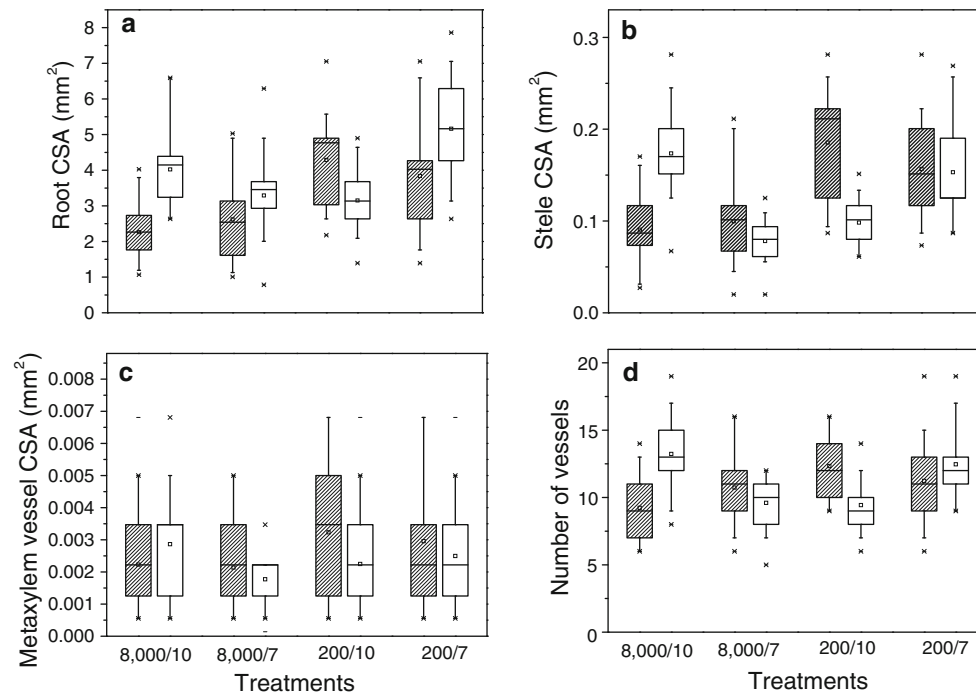 a
8
7
6
5
4
3
2
1
0
Root CSA (mm²)
b
0.3
0.2
0.1
0.0
Stele CSA (mm²)
c
0.008
0.007
0.006
0.005
0.004
0.003
0.002
0.001
0.000
Metaxylem vessel CSA (mm²)
8,000/10 8,000/7 200/10 200/7
Treatments
d
20
15
10
5
0
Number of vessels
8,000/10 8,000/7 200/10 200/7
Treatments